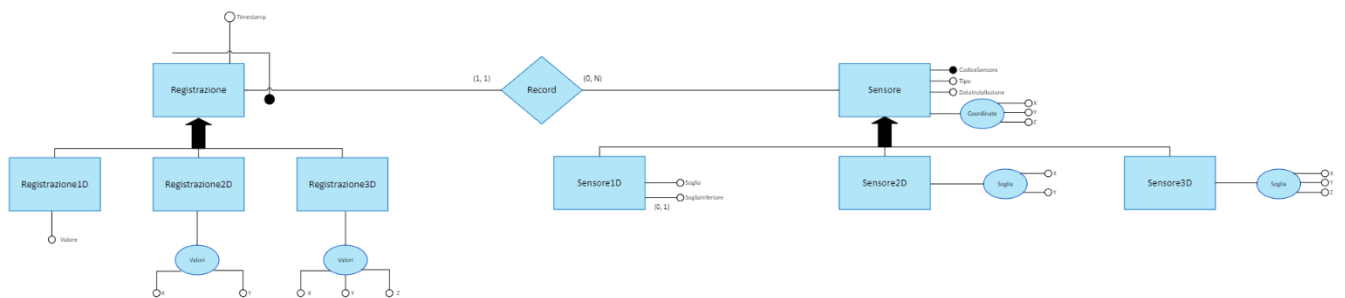 Timestamp
Registrazione
(1, 1)
Record
(0, N)
Sensore
CodiceSensore
Tipo
DataInstallazione
Coordinate
X
Y
Z
Registrazione1D
Registrazione2D
Registrazione3D
Valore
Valori
X
Y
Valori
X
Y
Z
Sensore1D
Soglia
SogliaInferiore
(0, 1)
Sensore2D
Soglia
X
Y
Sensore3D
Soglia
X
Y
Z